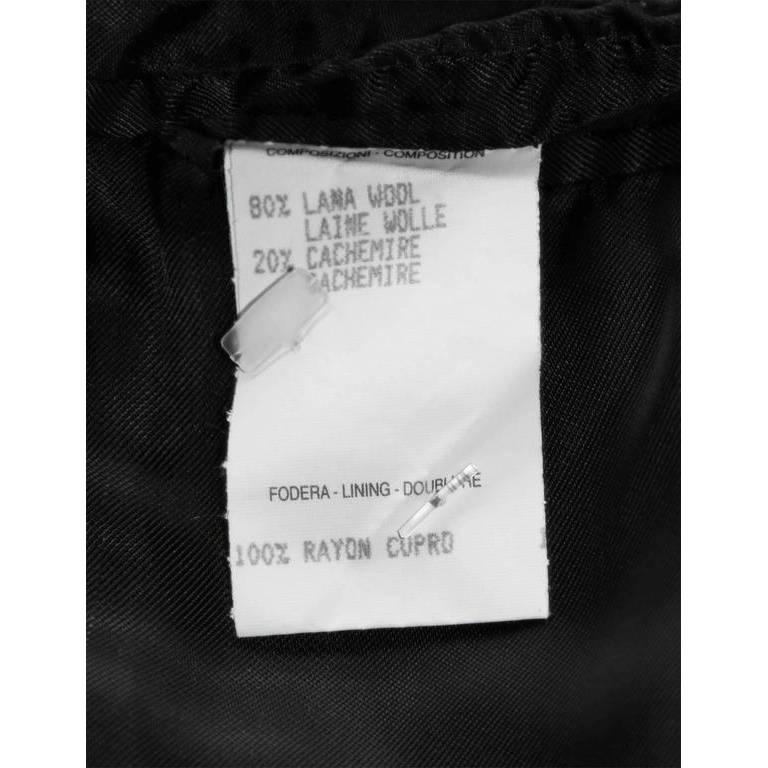 COMPOSIZIONI - COMPOSITION
80% LANA WOOL
LAINE WOLLE
20% CACHEMIRE
CACHEMIRE
FODERA - LINING - DOUBLURE
100% RAYON CUPRO